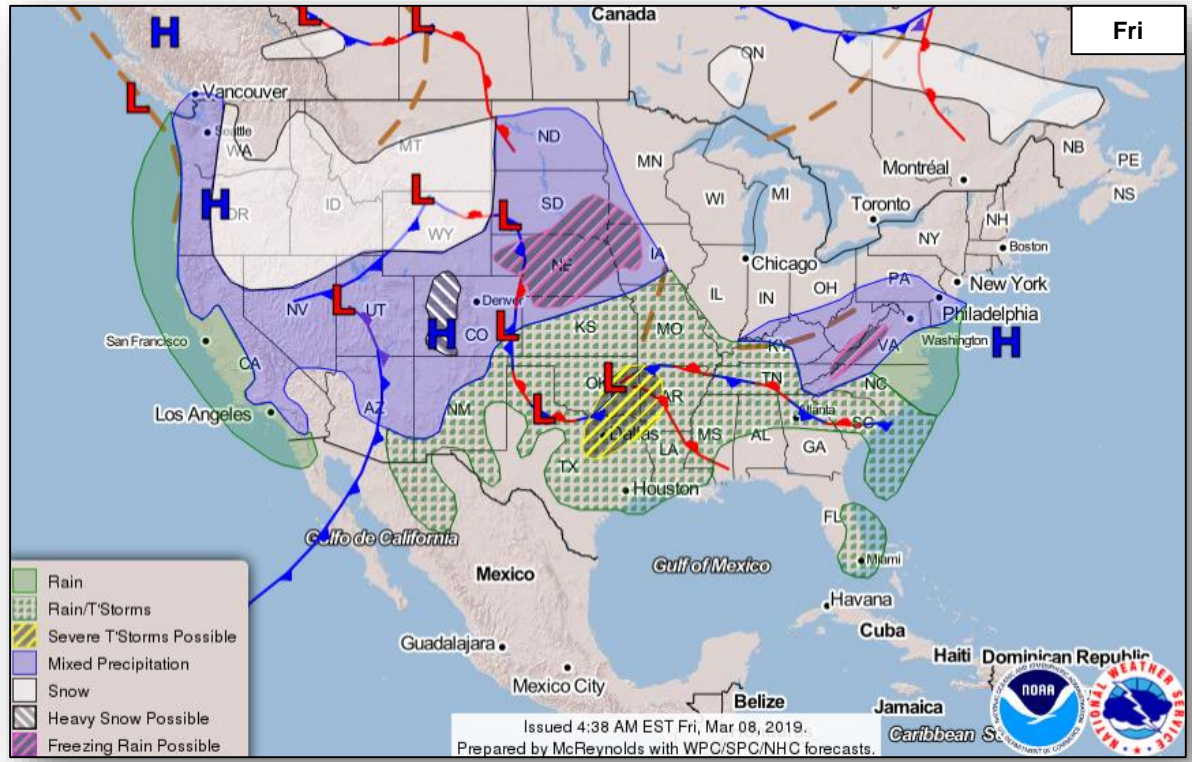 Fri
Canada
H
L
L
L
Vancouver
ON
Seattle
WA
MT
ND
MN
NB
PE
Montréal
NS
WI
MI
H
OR
ID
L
L
SD
Toronto
NH
WY
NY
Boston
NE
IA
Chicago
PA
New York
NV
L
UT
Denver
IL
IN
OH
Philadelphia
San Francisco
H
CO
L
KS
MO
KY
VA
Washington
H
CA
L
OK
TN
NC
Los Angeles
AZ
NM
L
AR
Atlanta
SC
Dallas
MS
AL
GA
TX
LA
Houston
FL
Golfo de California
Miami
Gulf of Mexico
Mexico
Havana
Cuba
Guadalajara
Haiti
Dominican Republic
Mexico City
Belize
Jamaica
Caribbean S
Rain
Rain/T'Storms
Severe T'Storms Possible
Mixed Precipitation
Snow
Heavy Snow Possible
Freezing Rain Possible
Issued 4:38 AM EST Fri, Mar 08, 2019.
Prepared by McReynolds with WPC/SPC/NHC forecasts.
NOAA
NATIONAL WEATHER SERVICE